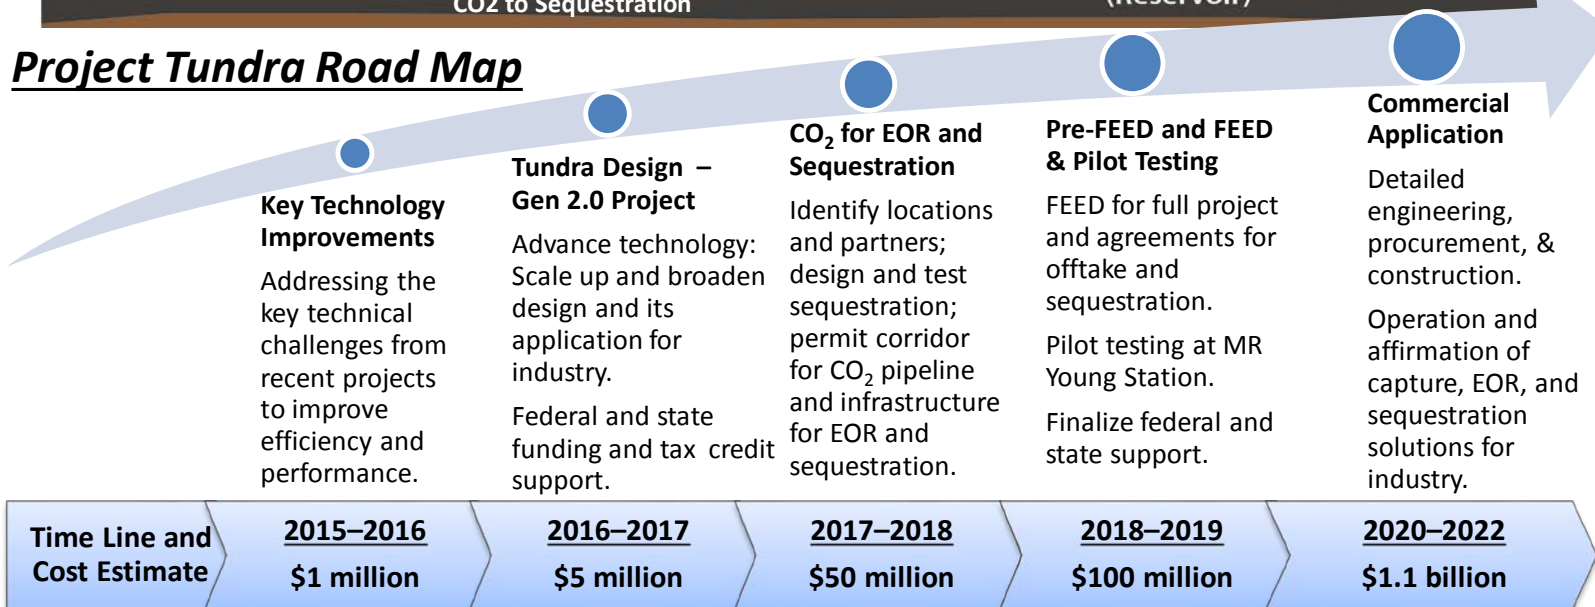 CO2 to Sequestration
(Reservoir)
Project Tundra Road Map
Key Technology
Improvements
Addressing the
key technical
challenges from
recent projects
to improve
efficiency and
performance.
Tundra Design –
Gen 2.0 Project
Advance technology:
Scale up and broaden
design and its
application for
industry.
Federal and state
funding and tax credit
support.
CO₂ for EOR and
Sequestration
Identify locations
and partners;
design and test
sequestration;
permit corridor
for CO₂ pipeline
and infrastructure
for EOR and
sequestration.
Pre-FEED and FEED
& Pilot Testing
FEED for full project
and agreements for
offtake and
sequestration.
Pilot testing at MR
Young Station.
Finalize federal and
state support.
Commercial
Application
Detailed
engineering,
procurement, &
construction.
Operation and
affirmation of
capture, EOR, and
sequestration
solutions for
industry.
Time Line and
Cost Estimate
2015–2016
$1 million
2016–2017
$5 million
2017–2018
$50 million
2018–2019
$100 million
2020–2022
$1.1 billion